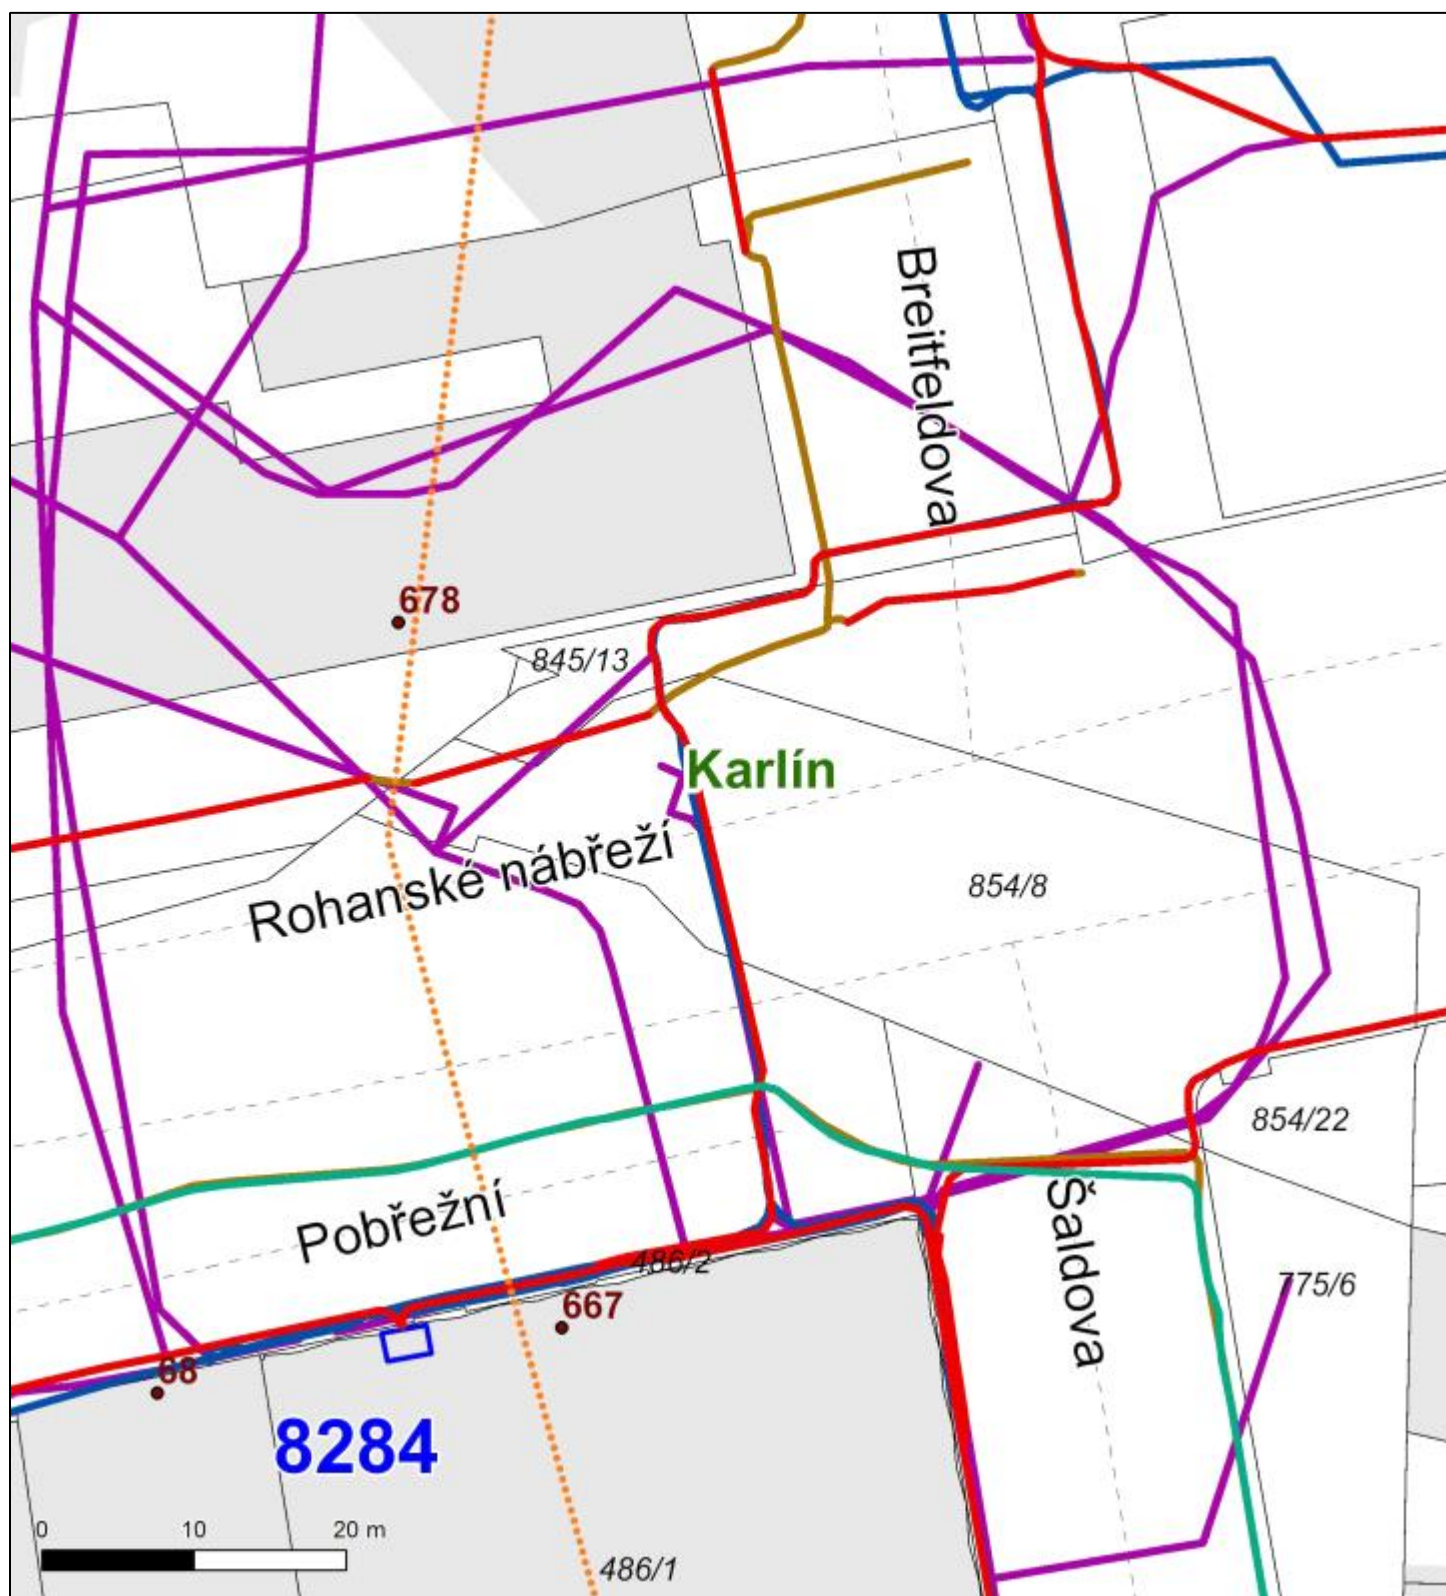 Breitfeldova
678
845/13
Karlín
Rohanské nábřeží
854/8
854/22
Pobřežní
Šaldova
486/2
775/6
667
68
8284
0 10 20 m
486/1